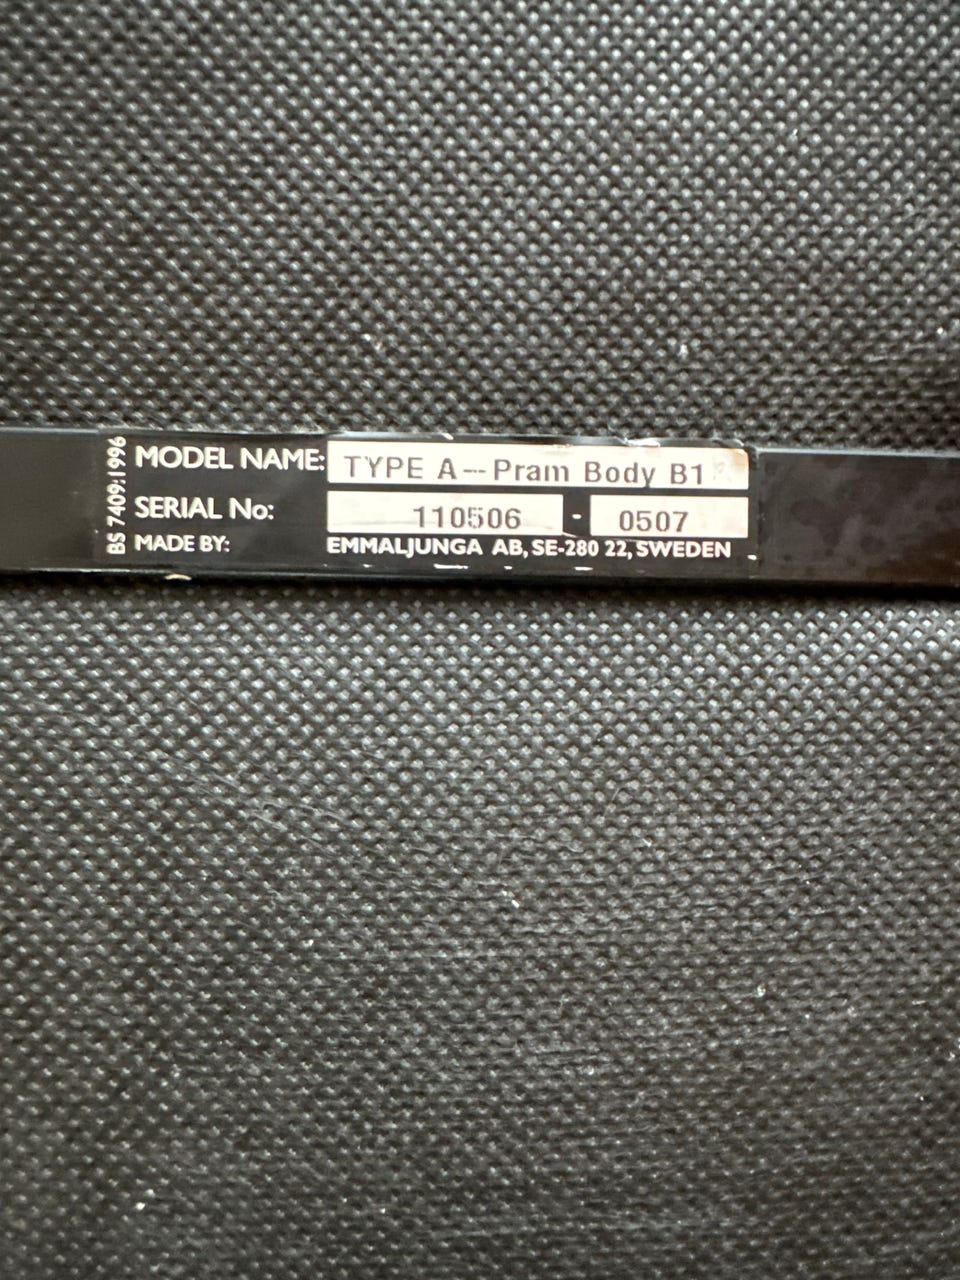 BS 7409:1996
MODEL NAME: TYPE A--Pram Body B1
SERIAL No: 110506 - 0507
MADE BY: EMMALJUNGA AB, SE-280 22, SWEDEN